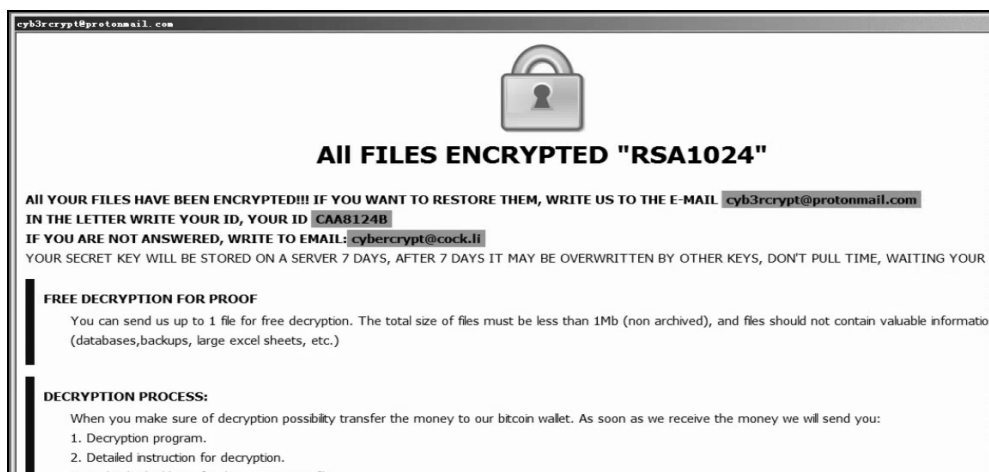 cyb3rcrypt@protonmail.com
All FILES ENCRYPTED "RSA1024"
All YOUR FILES HAVE BEEN ENCRYPTED!!! IF YOU WANT TO RESTORE THEM, WRITE US TO THE E-MAIL cyb3rcrypt@protonmail.com
IN THE LETTER WRITE YOUR ID, YOUR ID CAA8124B
IF YOU ARE NOT ANSWERED, WRITE TO EMAIL: cybercrypt@cock.li
YOUR SECRET KEY WILL BE STORED ON A SERVER 7 DAYS, AFTER 7 DAYS IT MAY BE OVERWRITTEN BY OTHER KEYS, DON'T PULL TIME, WAITING YOUR
FREE DECRYPTION FOR PROOF
You can send us up to 1 file for free decryption. The total size of files must be less than 1Mb (non archived), and files should not contain valuable informatio
(databases,backups, large excel sheets, etc.)
DECRYPTION PROCESS:
When you make sure of decryption possibility transfer the money to our bitcoin wallet. As soon as we receive the money we will send you:
1. Decryption program.
2. Detailed instruction for decryption.